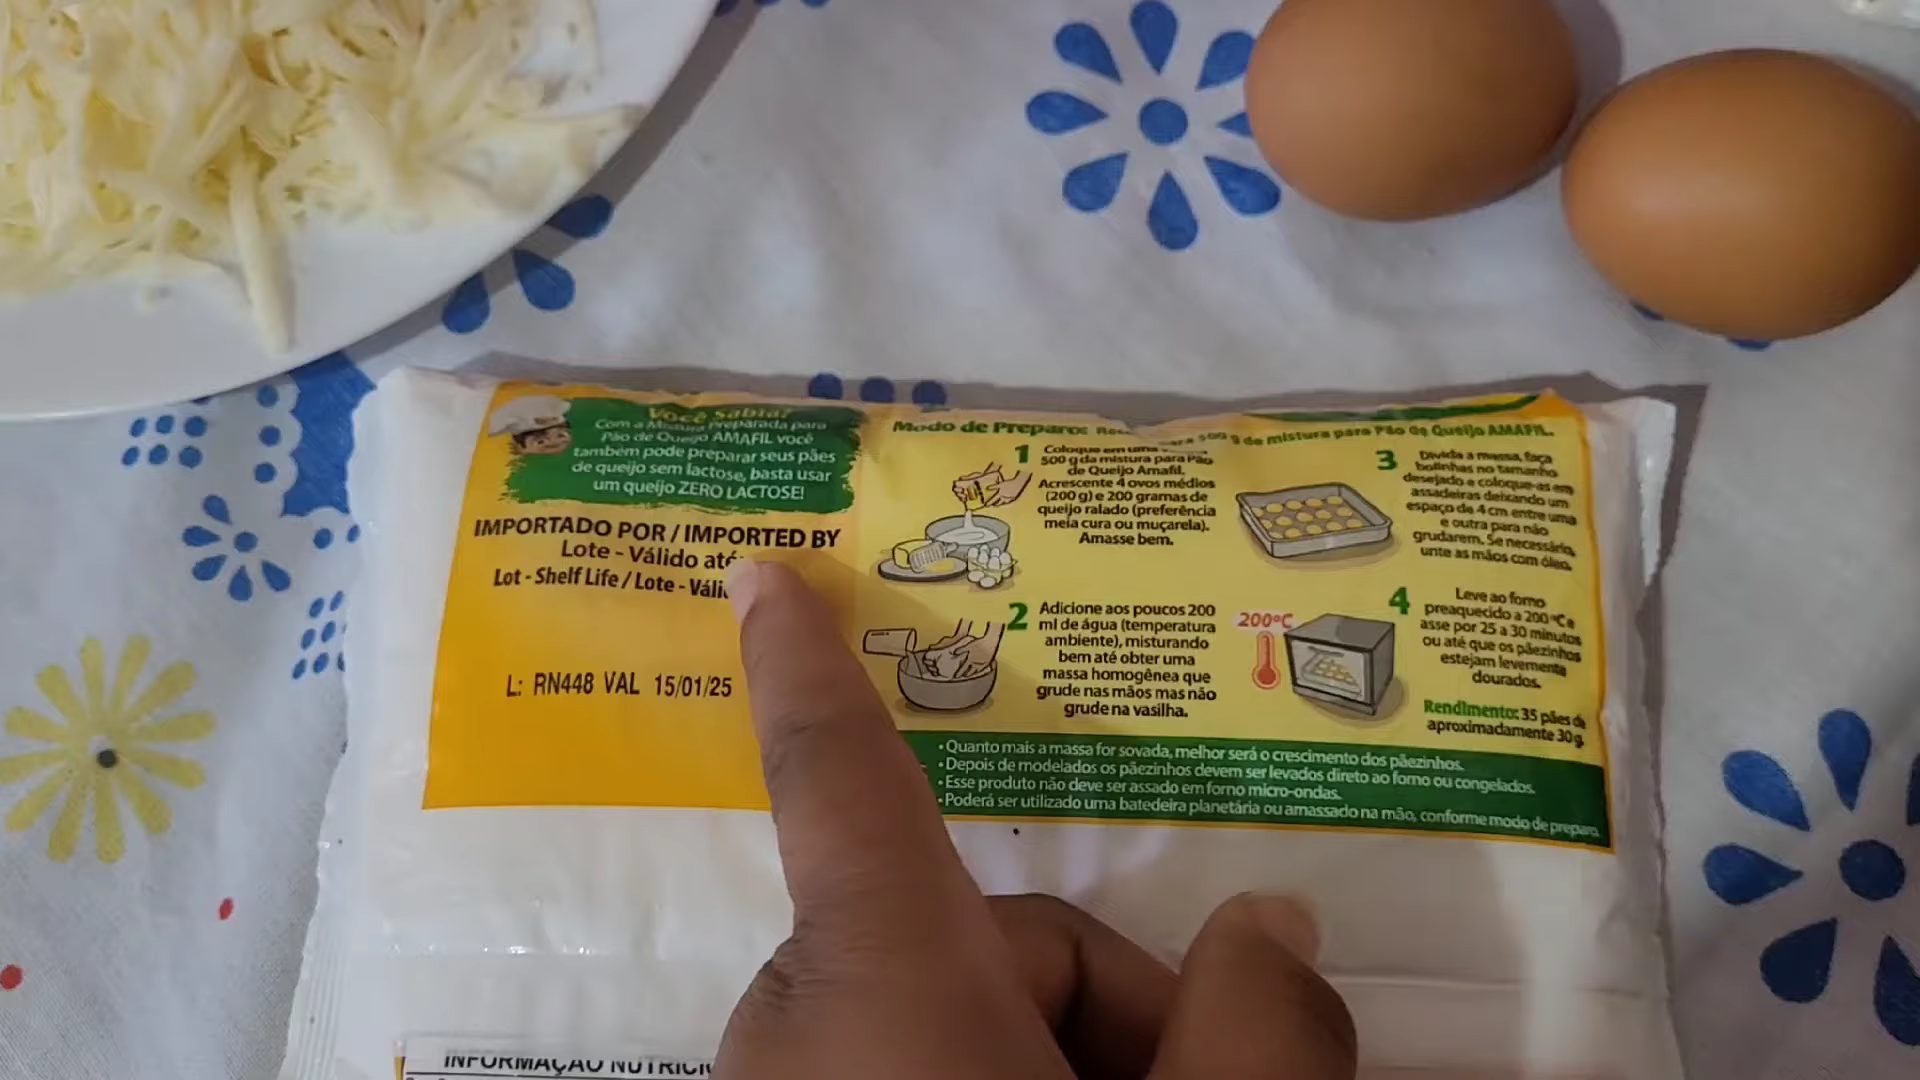 Você Sabia?
Com a Mistura Preparada para
Pão de Queijo AMAFIL você
também pode preparar seus pães
de queijo sem lactose, basta usar
um queijo ZERO LACTOSE!
IMPORTADO POR / IMPORTED BY
Lote - Válido até:
Lot - Shelf Life / Lote -
L: RN448 VAL 15/01/25
Modo de Preparo:
500 g de mistura para Pão de Queijo AMAFIL.
1
Coloque em uma
500 g da mistura para Pão
de Queijo Amafil.
Acrescente 4 ovos médios
(200 g) e 200 gramas de
queijo ralado (preferência
meia cura ou muçarela).
Amasse bem.
2
Adicione aos poucos 200
ml de água (temperatura
ambiente), misturando
bem até obter uma
massa homogênea que
grude nas mãos mas não
grude na vasilha.
3
Divida a massa, faça
bolinhas no tamanho
desejado e coloque-as em
assadeiras deixando um
espaço de 4 cm entre uma
e outra para não
grudarem. Se necessário,
unte as mãos com óleo.
200°C
4
Leve ao forno
preaquecido a 200 °C e
asse por 25 a 30 minutos
ou até que os pãezinhos
estejam levemente
dourados.
Rendimento: 35 pães de
aproximadamente 30 g.
• Quanto mais a massa for sovada, melhor será o crescimento dos pãezinhos.
• Depois de modelados os pãezinhos devem ser levados direto ao forno ou congelados.
• Esse produto não deve ser assado em forno micro-ondas.
• Poderá ser utilizado uma batedeira planetária ou amassado na mão, conforme modo de preparo.
INFORMAÇÃO